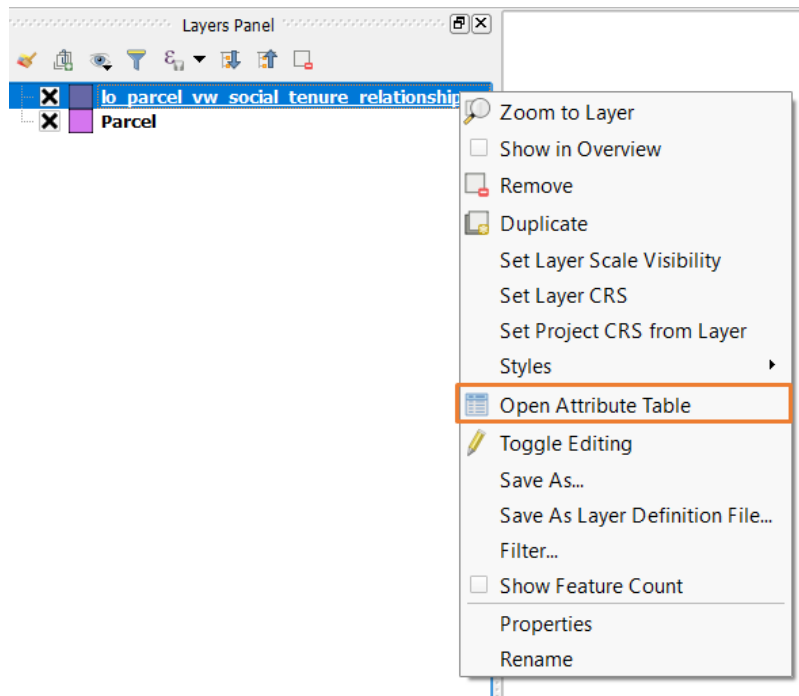 Layers Panel
lo_parcel_vw_social_tenure_relationship
Parcel
Zoom to Layer
Show in Overview
Remove
Duplicate
Set Layer Scale Visibility
Set Layer CRS
Set Project CRS from Layer
Styles
Open Attribute Table
Toggle Editing
Save As...
Save As Layer Definition File...
Filter...
Show Feature Count
Properties
Rename